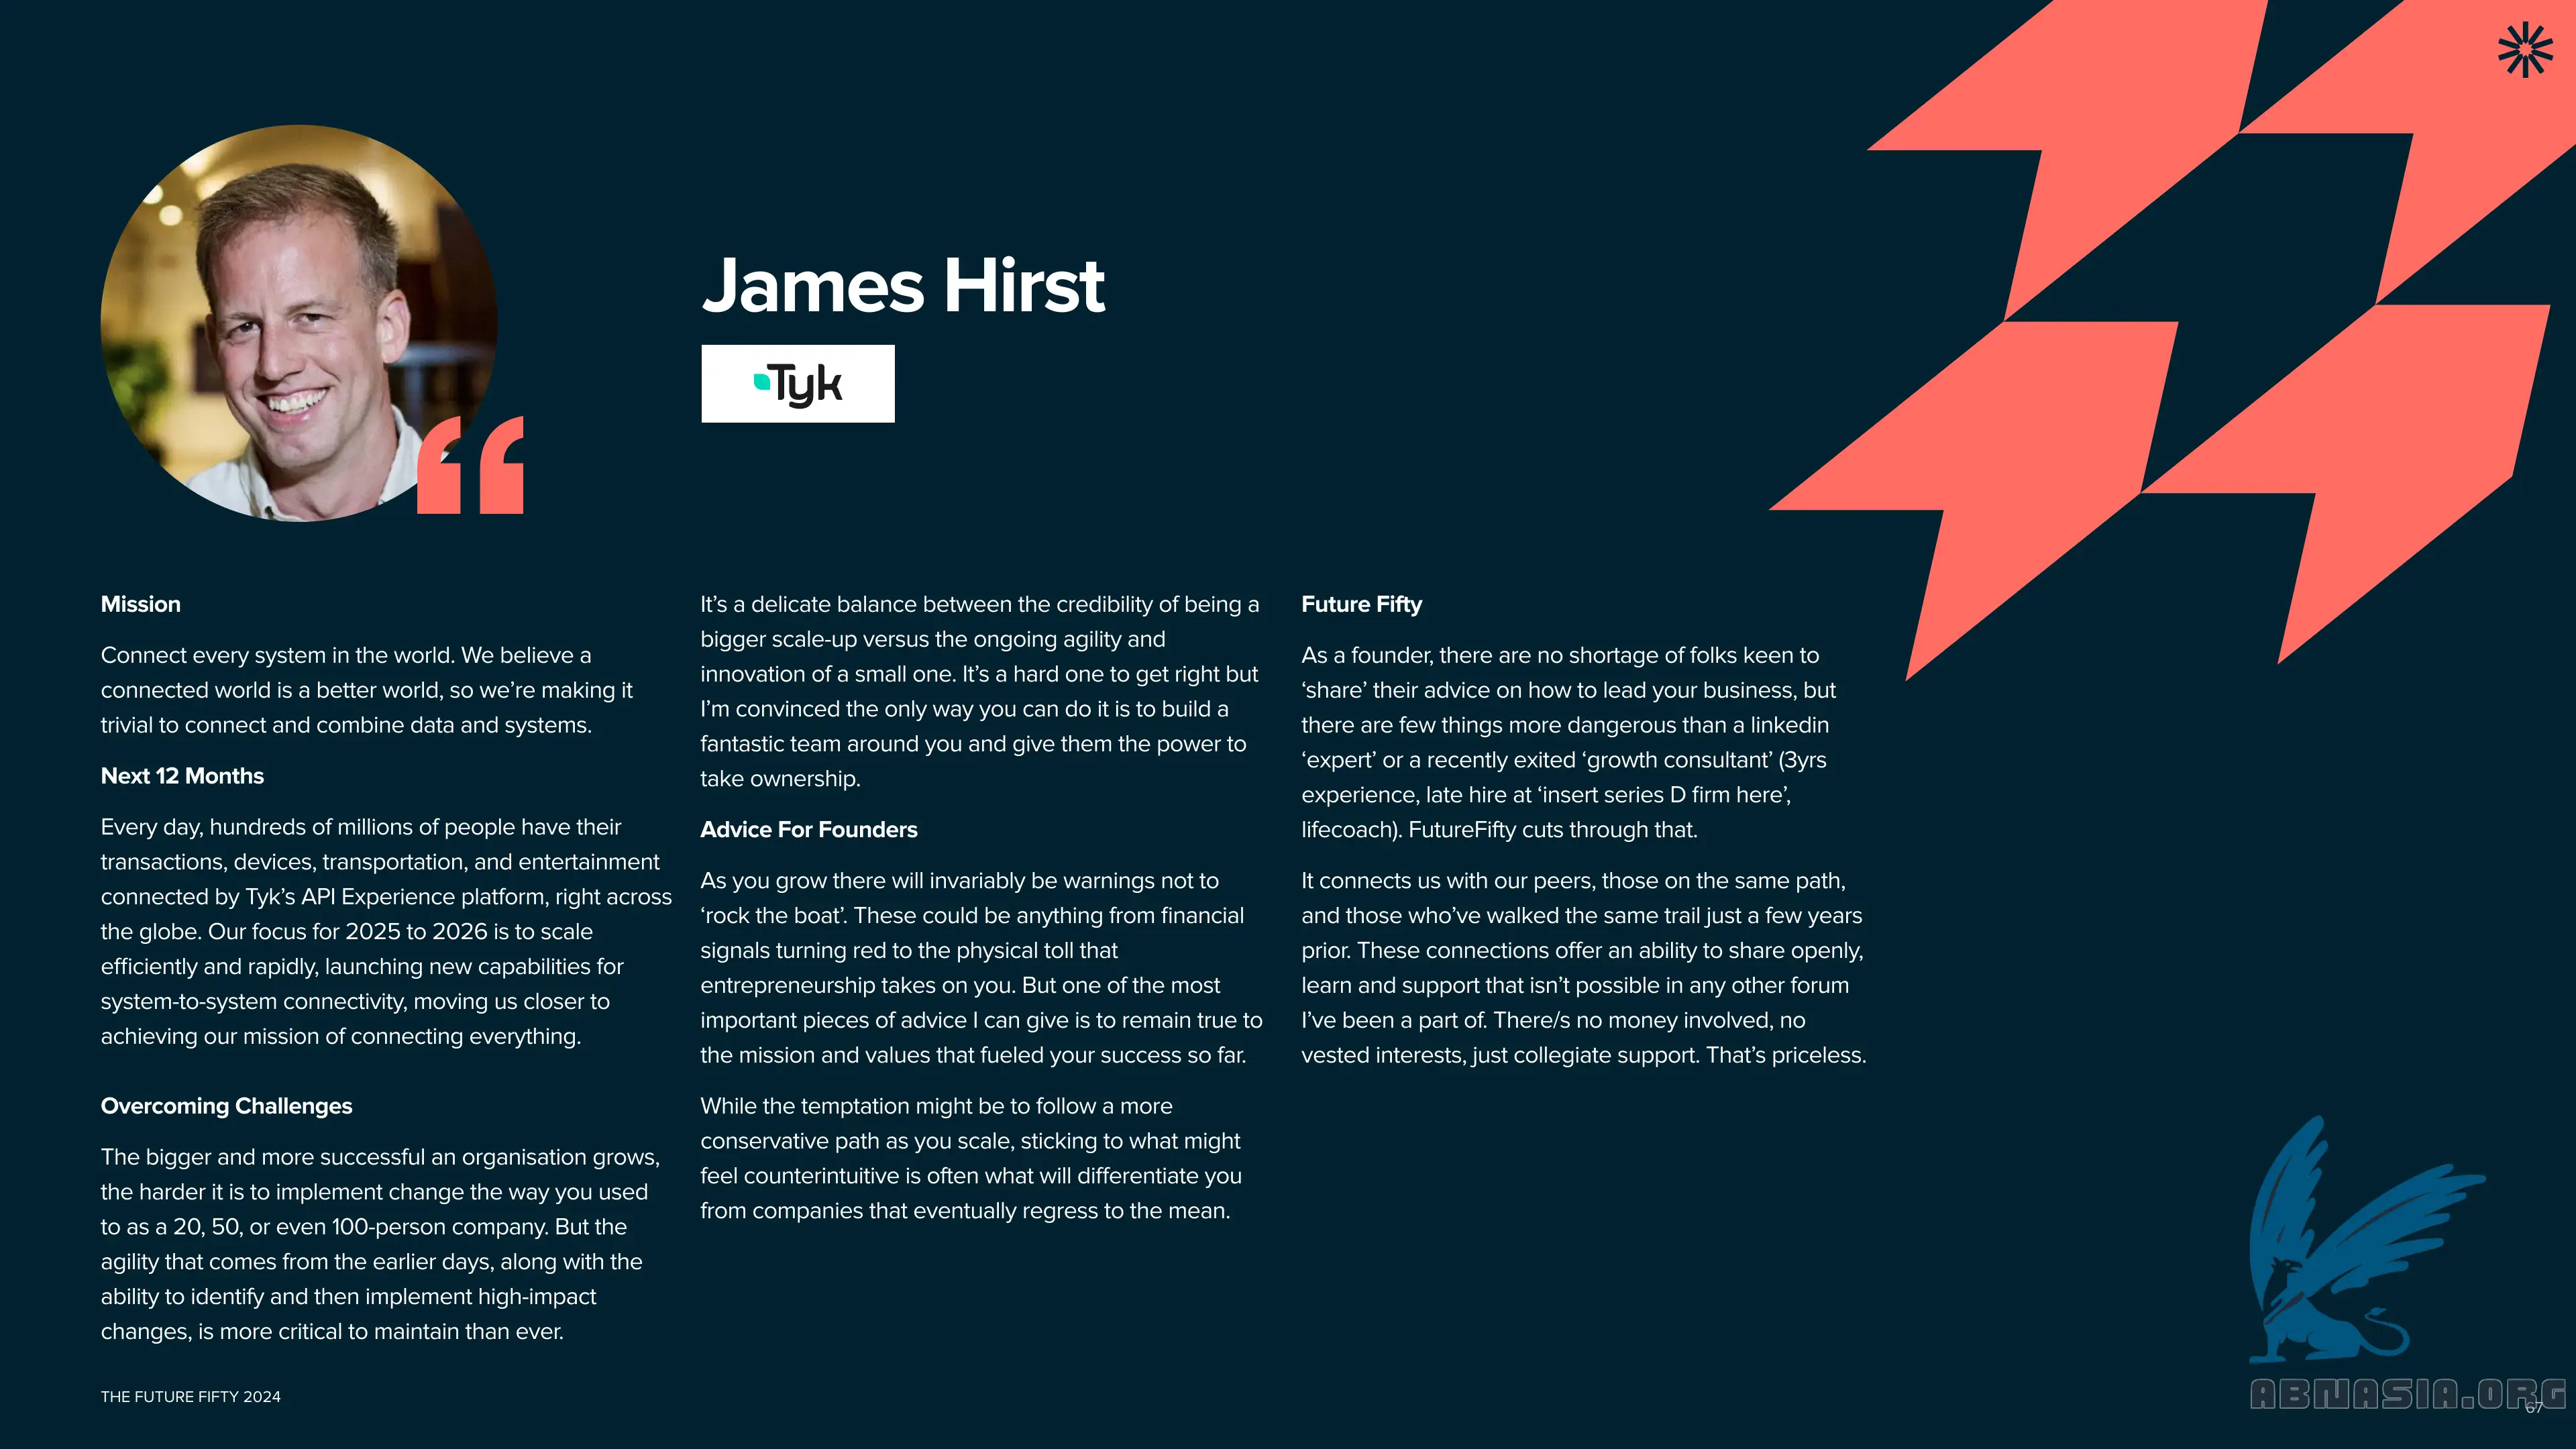 James Hirst
Tyk
Mission
Connect every system in the world. We believe a
connected world is a better world, so we’re making it
trivial to connect and combine data and systems.
Next 12 Months
Every day, hundreds of millions of people have their
transactions, devices, transportation, and entertainment
connected by Tyk’s API Experience platform, right across
the globe. Our focus for 2025 to 2026 is to scale
efficiently and rapidly, launching new capabilities for
system-to-system connectivity, moving us closer to
achieving our mission of connecting everything.
Overcoming Challenges
The bigger and more successful an organisation grows,
the harder it is to implement change the way you used
to as a 20, 50, or even 100-person company. But the
agility that comes from the earlier days, along with the
ability to identify and then implement high-impact
changes, is more critical to maintain than ever.
It’s a delicate balance between the credibility of being a
bigger scale-up versus the ongoing agility and
innovation of a small one. It’s a hard one to get right but
I’m convinced the only way you can do it is to build a
fantastic team around you and give them the power to
take ownership.
Advice For Founders
As you grow there will invariably be warnings not to
‘rock the boat’. These could be anything from financial
signals turning red to the physical toll that
entrepreneurship takes on you. But one of the most
important pieces of advice I can give is to remain true to
the mission and values that fueled your success so far.
While the temptation might be to follow a more
conservative path as you scale, sticking to what might
feel counterintuitive is often what will differentiate you
from companies that eventually regress to the mean.
Future Fifty
As a founder, there are no shortage of folks keen to
‘share’ their advice on how to lead your business, but
there are few things more dangerous than a linkedin
‘expert’ or a recently exited ‘growth consultant’ (3yrs
experience, late hire at ‘insert series D firm here’,
lifecoach). FutureFifty cuts through that.
It connects us with our peers, those on the same path,
and those who’ve walked the same trail just a few years
prior. These connections offer an ability to share openly,
learn and support that isn’t possible in any other forum
I’ve been a part of. There/s no money involved, no
vested interests, just collegiate support. That’s priceless.
THE FUTURE FIFTY 2024
ABNASIA.ORG
67